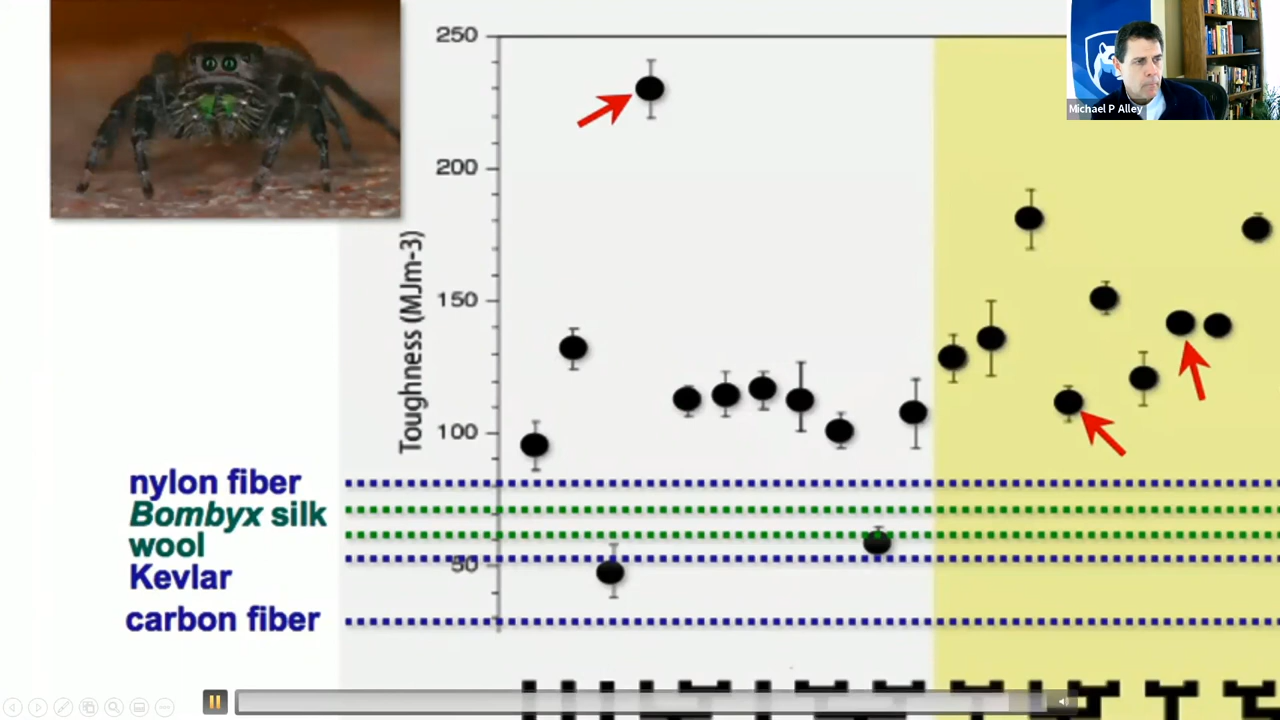 250
Michael P Alley
200
150
Toughness (MJm-3)
100
nylon fiber
Bombyx silk
wool
50
Kevlar
carbon fiber